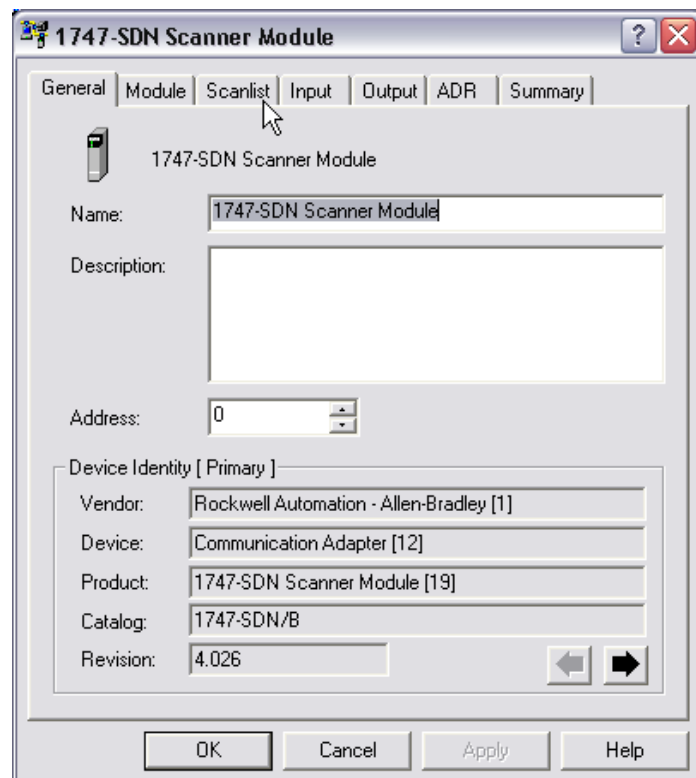 1747-SDN Scanner Module
General Module Scanlist Input Output ADR Summary
1747-SDN Scanner Module
Name: 1747-SDN Scanner Module
Description:
Address: 0
Device Identity [ Primary ]
Vendor: Rockwell Automation - Allen-Bradley [1]
Device: Communication Adapter [12]
Product: 1747-SDN Scanner Module [19]
Catalog: 1747-SDN/B
Revision: 4.026
OK Cancel Apply Help